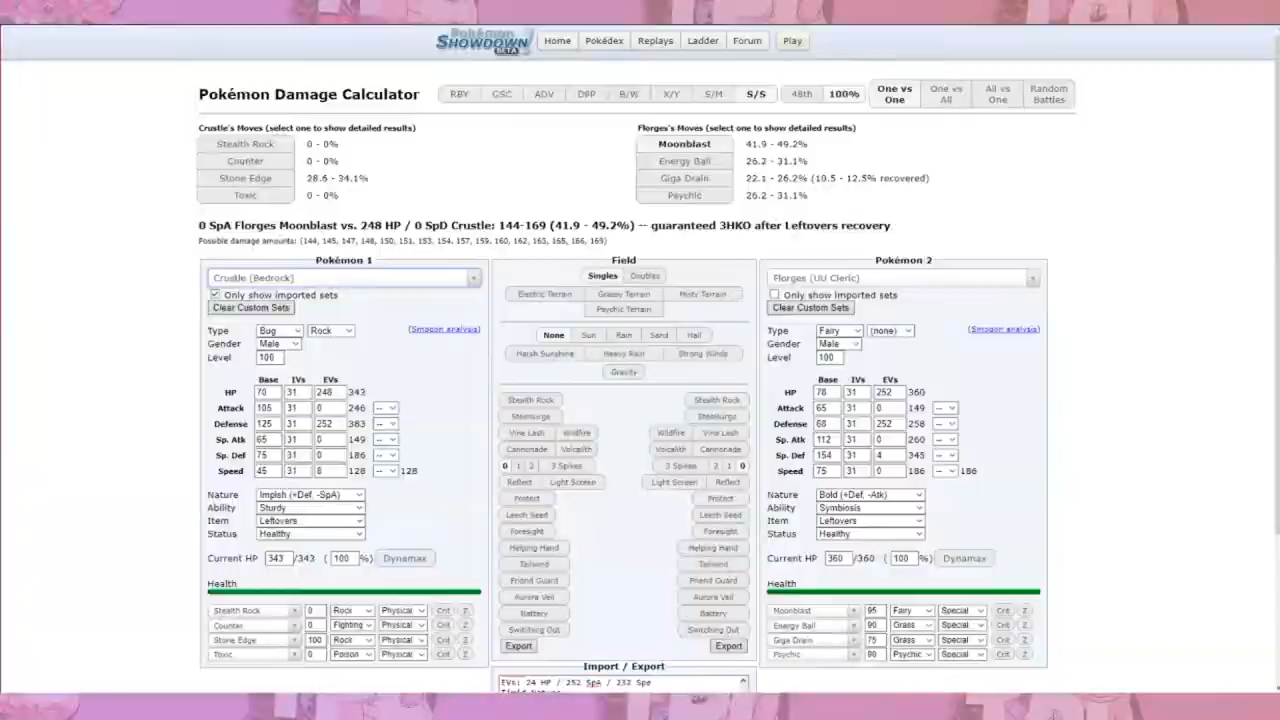 Pokémon
SHOWDOWN
BETA
Home Pokédex Replays Ladder Forum Play
Pokémon Damage Calculator
RBY GSC ADV DPP B/W X/Y S/M S/S 48th 100% One vs One One vs All All vs One Random Battles
Crustle's Moves (select one to show detailed results)
Stealth Rock 0 - 0%
Counter 0 - 0%
Stone Edge 28.6 - 34.1%
Toxic 0 - 0%
Florges's Moves (select one to show detailed results)
Moonblast 41.9 - 49.2%
Energy Ball 26.2 - 31.1%
Giga Drain 22.1 - 26.2% (10.5 - 12.5% recovered)
Psychic 26.2 - 31.1%
0 SpA Florges Moonblast vs. 248 HP / 0 SpD Crustle: 144-169 (41.9 - 49.2%) -- guaranteed 3HKO after Leftovers recovery
Possible damage amounts: (144, 145, 147, 148, 150, 151, 153, 154, 157, 159, 160, 162, 163, 165, 166, 169)
Pokémon 1
Crustle (Bedrock)
Only show imported sets
Clear Custom Sets
Type Bug Rock (Smogon analysis)
Gender Male
Level 100
Base IVs EVs
HP 70 31 248 343
Attack 105 31 0 246 --
Defense 125 31 252 383 --
Sp. Atk 65 31 0 149 --
Sp. Def 75 31 0 186 --
Speed 45 31 8 128 -- 128
Nature Impish (+Def, -SpA)
Ability Sturdy
Item Leftovers
Status Healthy
Current HP 343 /343 ( 100 %) Dynamax
Health
Stealth Rock 0 Rock Physical Crit Z
Counter 0 Fighting Physical Crit Z
Stone Edge 100 Rock Physical Crit Z
Toxic 0 Poison Physical Crit Z
Field
Singles Doubles
Electric Terrain Grassy Terrain Misty Terrain
Psychic Terrain
None Sun Rain Sand Hail
Harsh Sunshine Heavy Rain Strong Winds
Gravity
Stealth Rock Stealth Rock
Steelsurge Steelsurge
Vine Lash Wildfire Wildfire Vine Lash
Cannonade Volcalith Volcalith Cannonade
0 1 2 3 Spikes 3 Spikes 2 1 0
Reflect Light Screen Light Screen Reflect
Protect Protect
Leech Seed Leech Seed
Foresight Foresight
Helping Hand Helping Hand
Tailwind Tailwind
Friend Guard Friend Guard
Aurora Veil Aurora Veil
Battery Battery
Switching Out Switching Out
Export Export
Import / Export
EVs: 24 HP / 252 SpA / 232 Spe
Timid Nature
Pokémon 2
Florges (UU Cleric)
Only show imported sets
Clear Custom Sets
Type Fairy (none) (Smogon analysis)
Gender Male
Level 100
Base IVs EVs
HP 78 31 252 360
Attack 65 31 0 149 --
Defense 68 31 252 258 --
Sp. Atk 112 31 0 260 --
Sp. Def 154 31 4 345 --
Speed 75 31 0 186 -- 186
Nature Bold (+Def, -Atk)
Ability Symbiosis
Item Leftovers
Status Healthy
Current HP 360 /360 ( 100 %) Dynamax
Health
Moonblast 95 Fairy Special Crit Z
Energy Ball 90 Grass Special Crit Z
Giga Drain 75 Grass Special Crit Z
Psychic 90 Psychic Special Crit Z